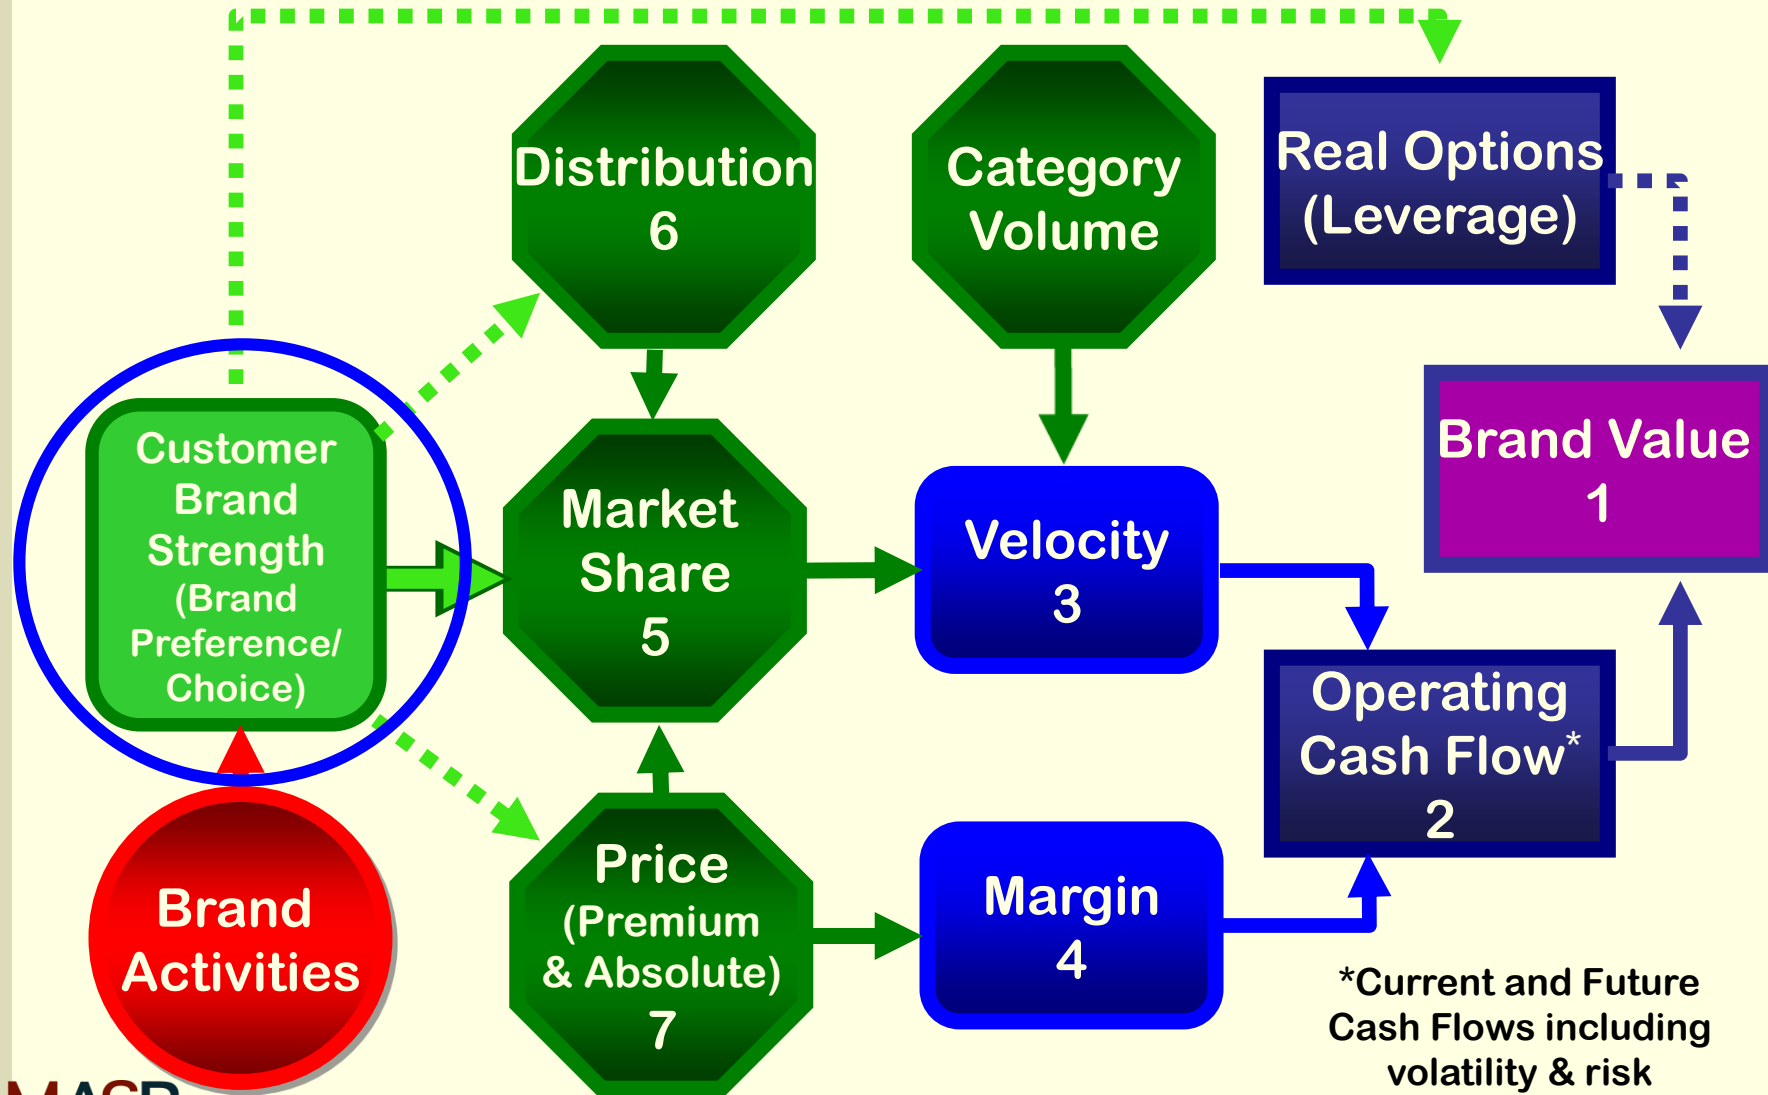 Distribution
6
Category
Volume
Real Options
(Leverage)
Customer
Brand
Strength
(Brand
Preference/
Choice)
Market
Share
5
Velocity
3
Brand Value
1
Operating
Cash Flow*
2
Brand
Activities
Price
(Premium
& Absolute)
7
Margin
4
*Current and Future
Cash Flows including
volatility & risk